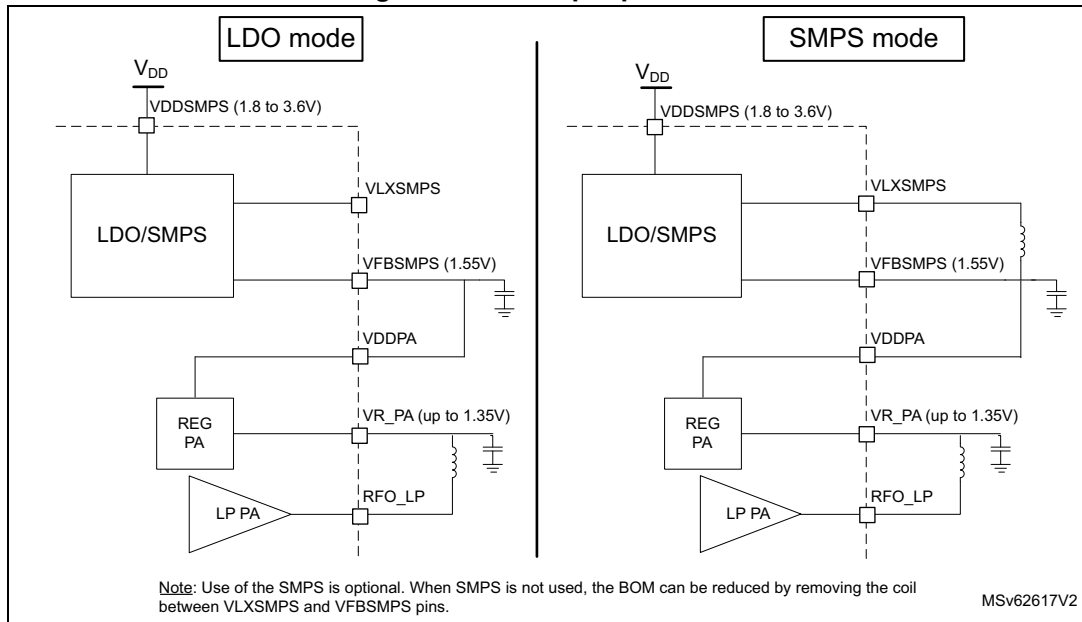 LDO mode
SMPS mode
VDD
VDDSMPS (1.8 to 3.6V)
LDO/SMPS
VLXSMPS
VFBSMPS (1.55V)
VDDPA
REG
PA
VR_PA (up to 1.35V)
LP PA
RFO_LP
VDD
VDDSMPS (1.8 to 3.6V)
LDO/SMPS
VLXSMPS
VFBSMPS (1.55V)
VDDPA
REG
PA
VR_PA (up to 1.35V)
LP PA
RFO_LP
Note: Use of the SMPS is optional. When SMPS is not used, the BOM can be reduced by removing the coil
between VLXSMPS and VFBSMPS pins.
MSv62617V2